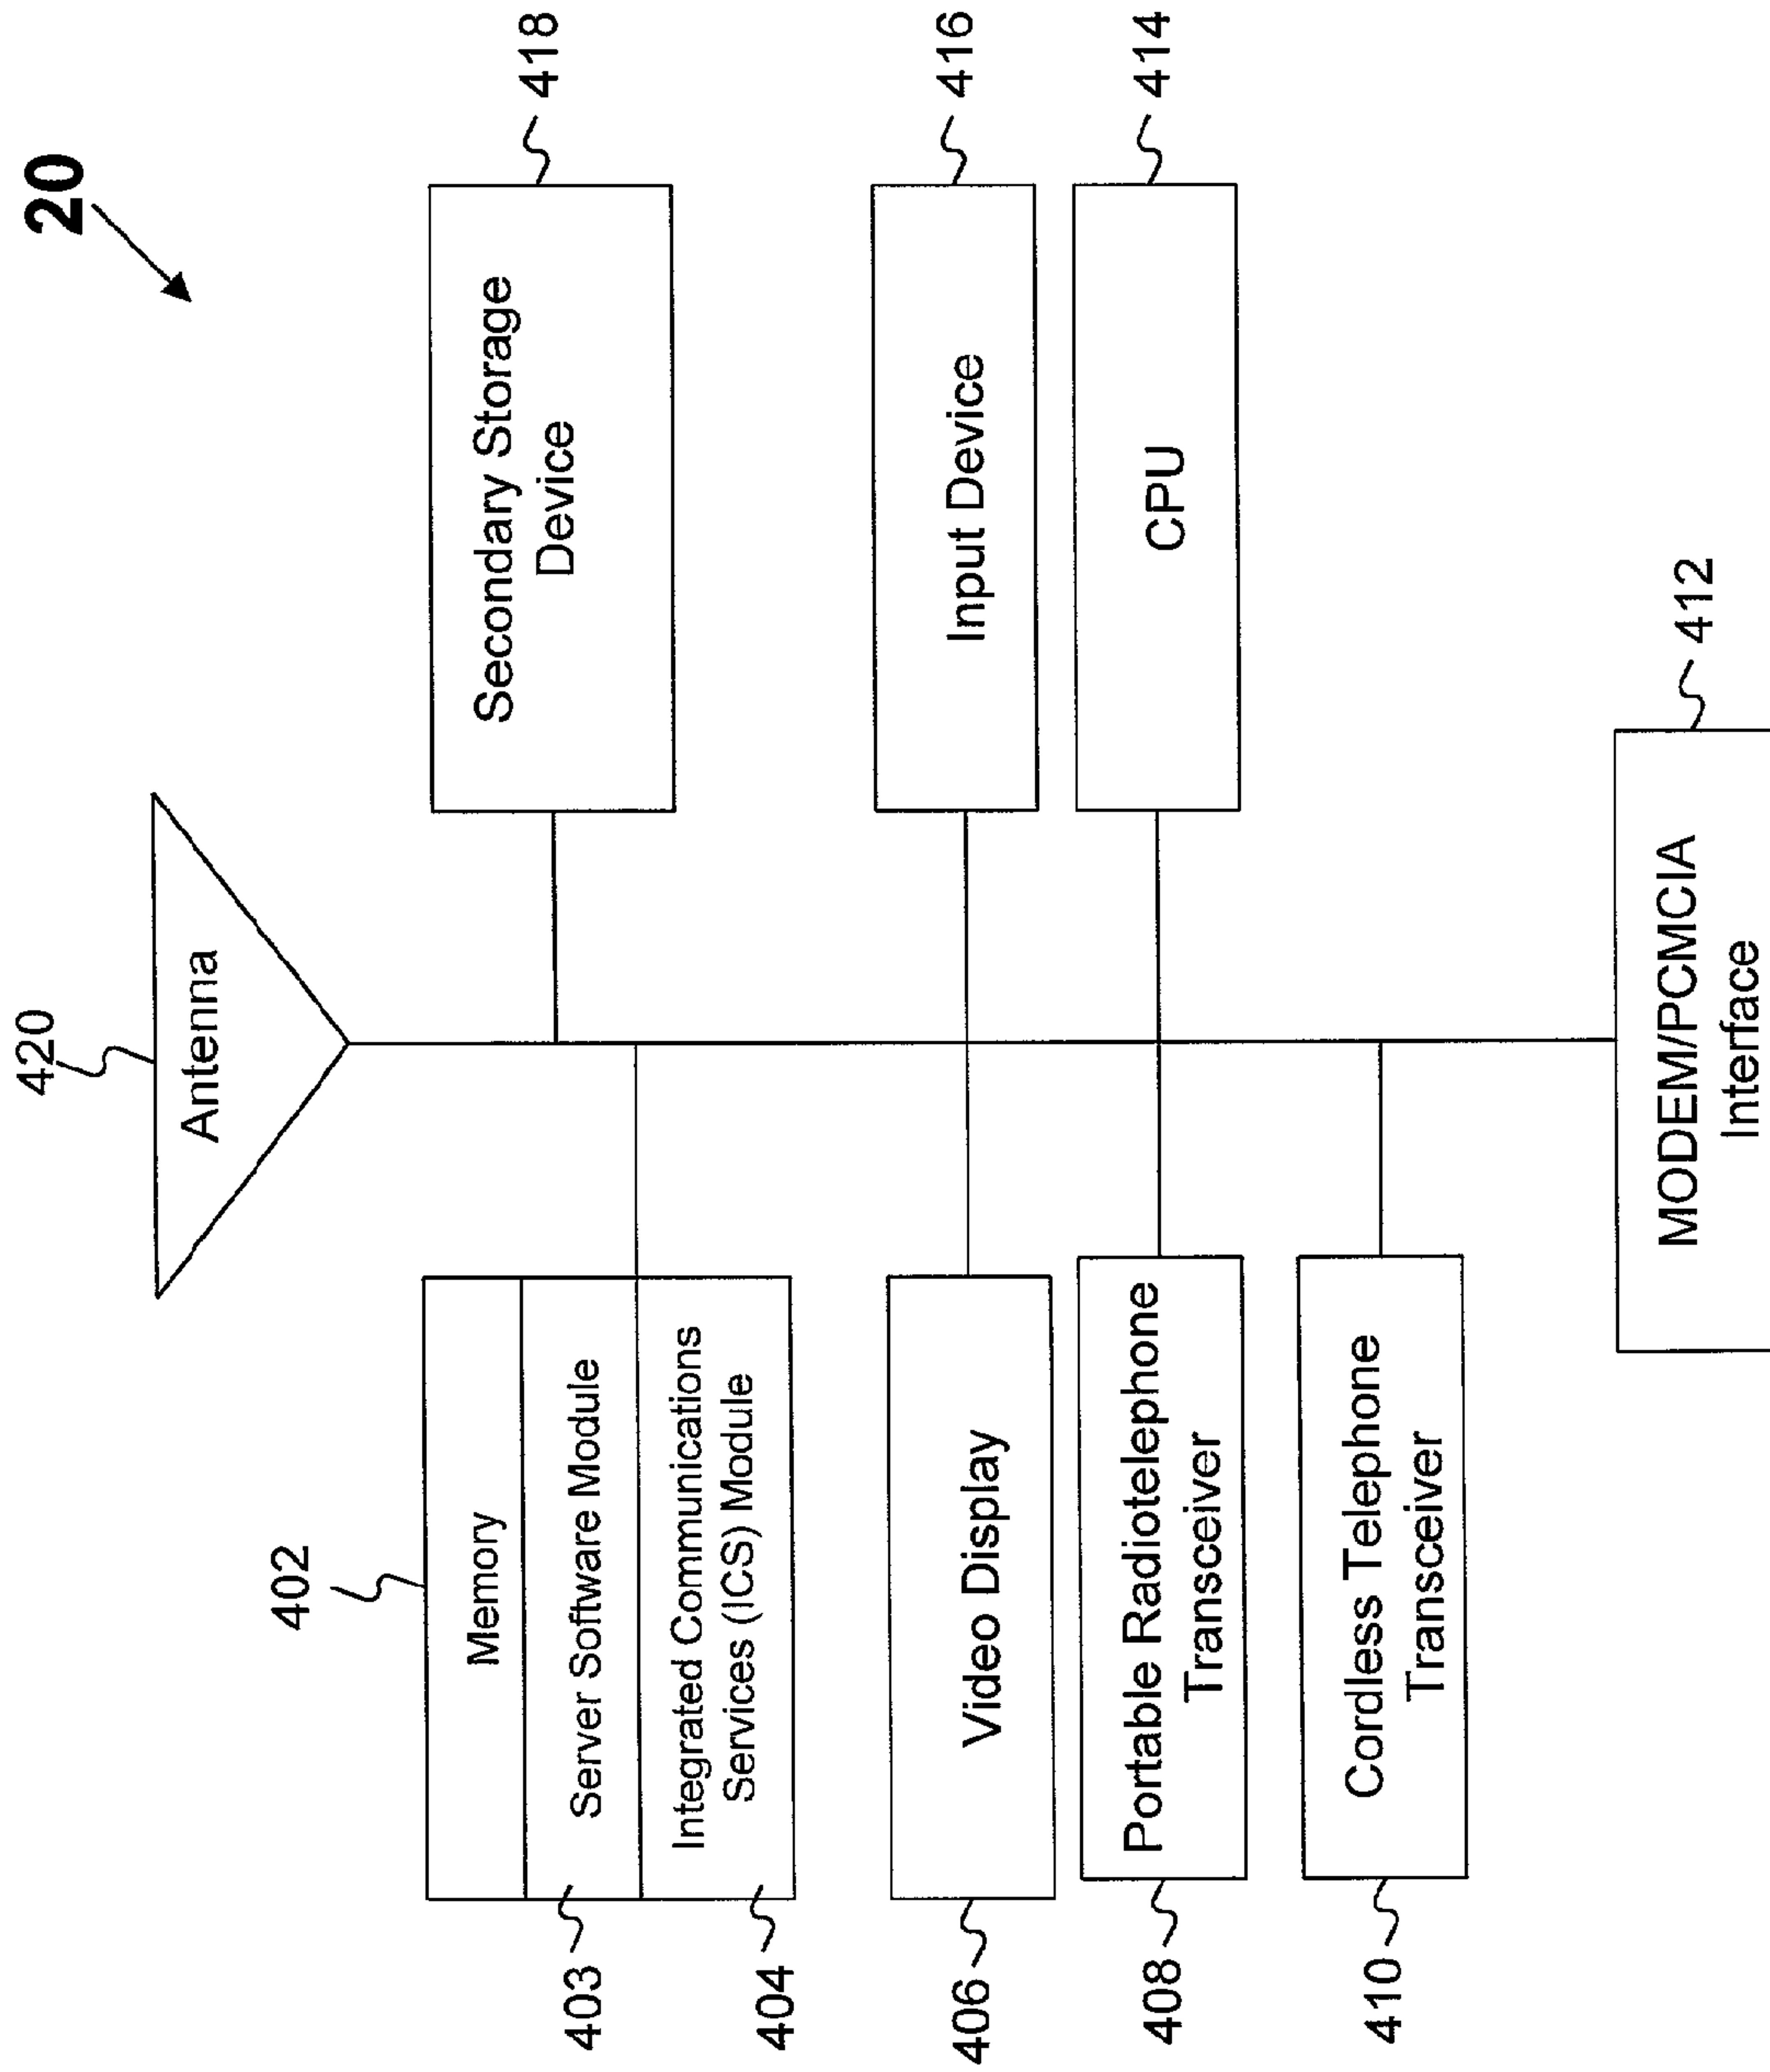 20
420
Antenna
402
Memory
403
Server Software Module
404
Integrated Communications
Services (ICS) Module
418
Secondary Storage
Device
406
Video Display
416
Input Device
408
Portable Radiotelephone
Transceiver
414
CPU
410
Cordless Telephone
Transceiver
412
MODEM/PCMCIA
Interface